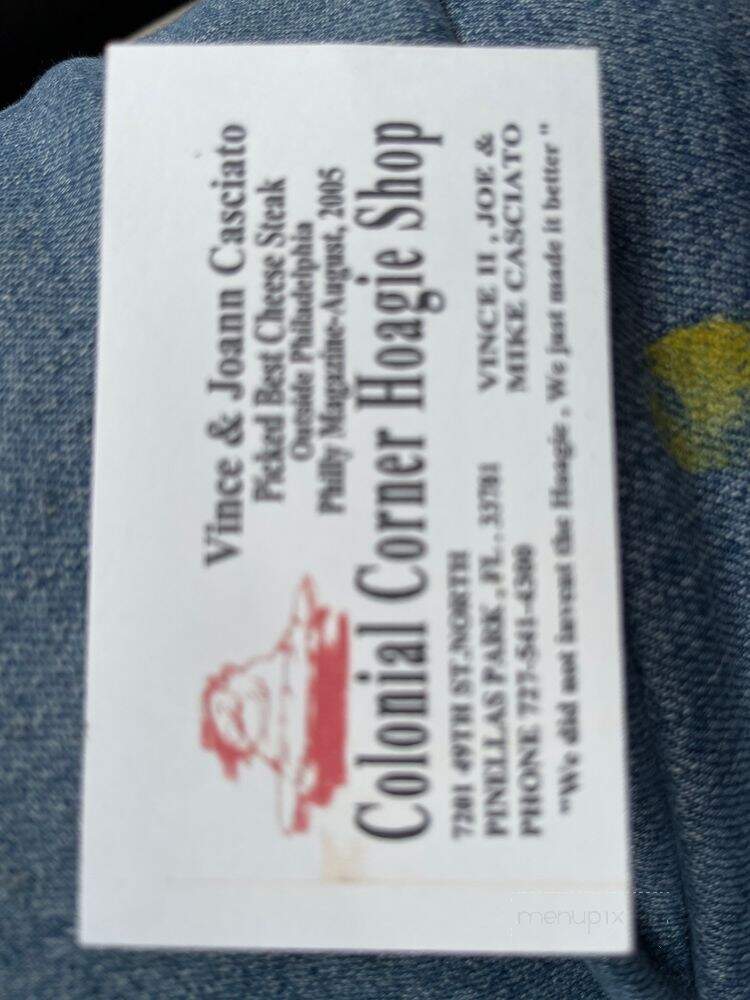 Vince & Joann Casciato
Picked Best Cheese Steak
Outside Philadelphia
Philly Magazine-August, 2005
Colonial Corner Hoagie Shop
7201 49TH ST.NORTH
PINELLAS PARK , FL . 33781
PHONE 727-541-4500
VINCE II , JOE &
MIKE CASCIATO
"We did not invent the Hoagie , We just made it better "
menupix